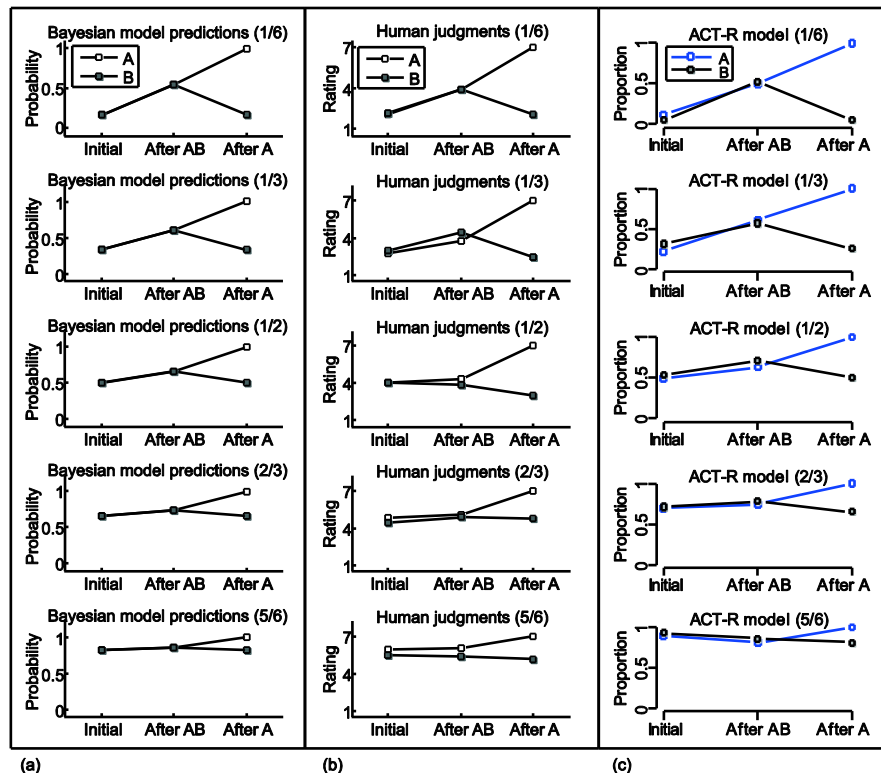 Bayesian model predictions (1/6)
Probability
1
0.5
0
A
B
Initial After AB After A
Bayesian model predictions (1/3)
Probability
1
0.5
0
Initial After AB After A
Bayesian model predictions (1/2)
Probability
1
0.5
0
Initial After AB After A
Bayesian model predictions (2/3)
Probability
1
0.5
0
Initial After AB After A
Bayesian model predictions (5/6)
Probability
1
0.5
0
Initial After AB After A
(a)
Human judgments (1/6)
Rating
7
4
1
A
B
Initial After AB After A
Human judgments (1/3)
Rating
7
4
1
Initial After AB After A
Human judgments (1/2)
Rating
7
4
1
Initial After AB After A
Human judgments (2/3)
Rating
7
4
1
Initial After AB After A
Human judgments (5/6)
Rating
7
4
1
Initial After AB After A
(b)
ACT-R model (1/6)
Proportion
1
0.5
0
A
B
Initial After AB After A
ACT-R model (1/3)
Proportion
1
0.5
0
Initial After AB After A
ACT-R model (1/2)
Proportion
1
0.5
0
Initial After AB After A
ACT-R model (2/3)
Proportion
1
0.5
0
Initial After AB After A
ACT-R model (5/6)
Proportion
1
0.5
0
Initial After AB After A
(c)